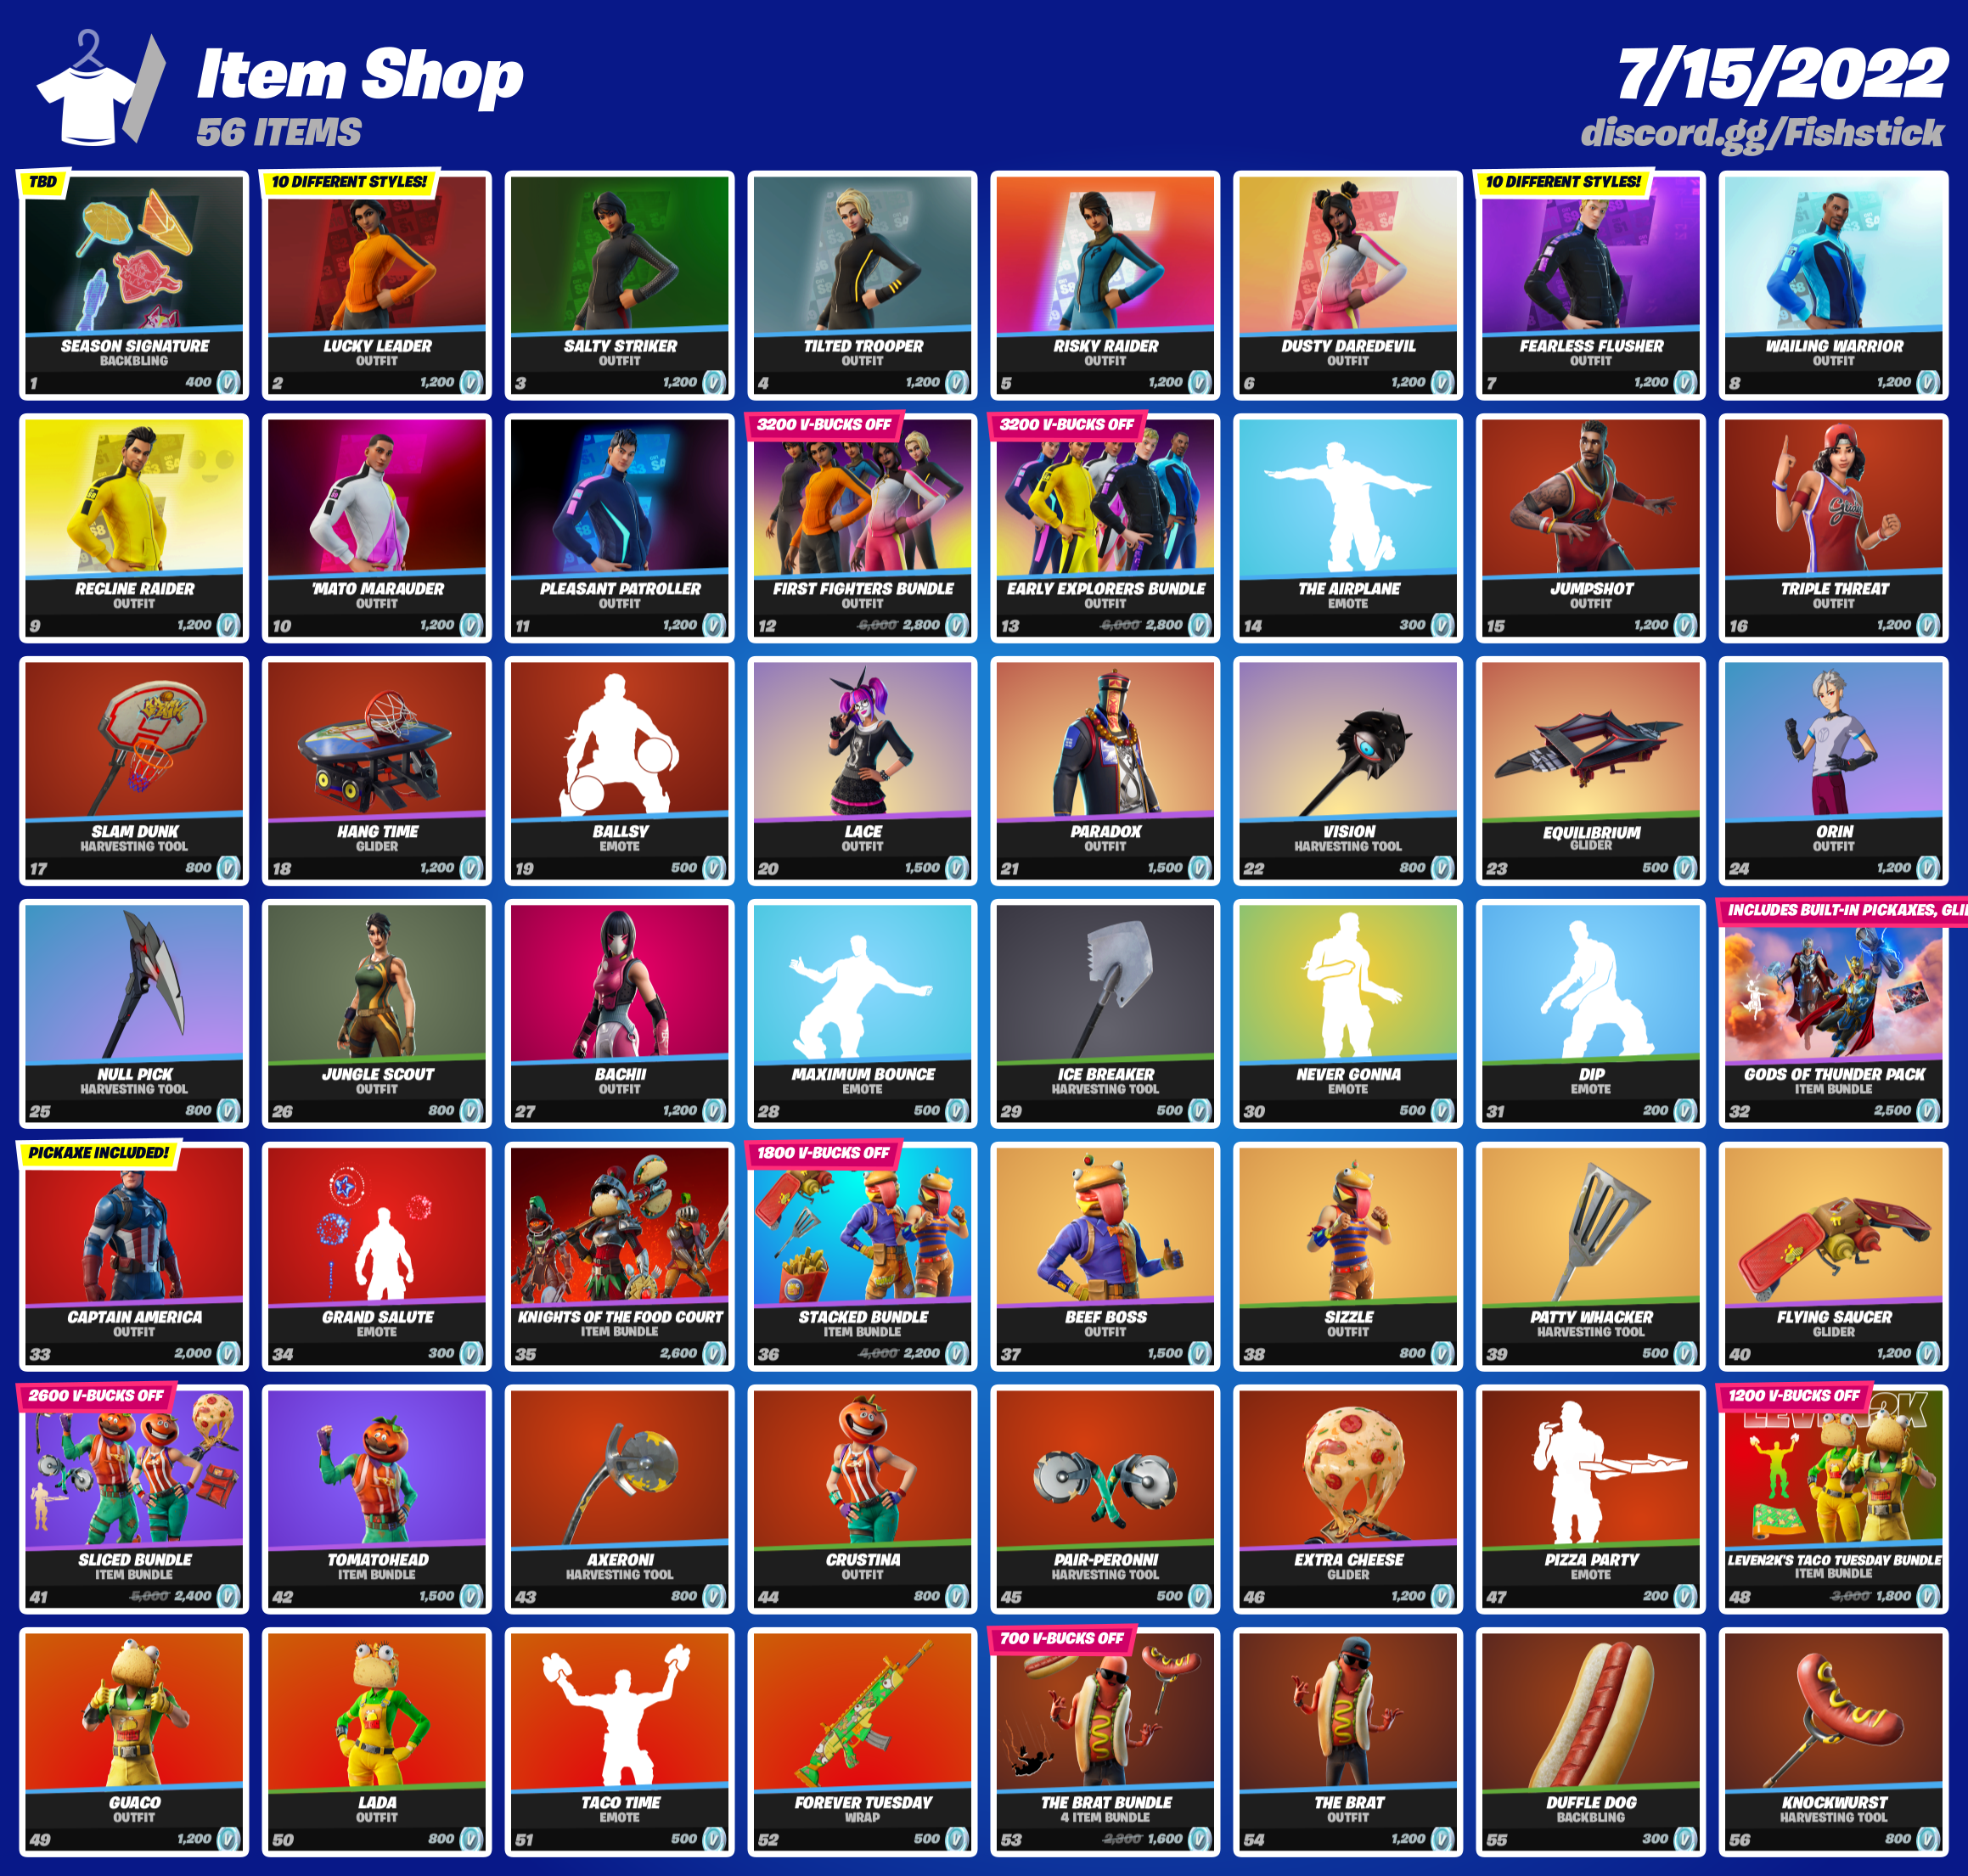 Item Shop
56 ITEMS
7/15/2022
discord.gg/Fishstick
TBD
SEASON SIGNATURE
BACKBLING
1 400
10 DIFFERENT STYLES!
LUCKY LEADER
OUTFIT
2 1,200
SALTY STRIKER
OUTFIT
3 1,200
TILTED TROOPER
OUTFIT
4 1,200
RISKY RAIDER
OUTFIT
5 1,200
DUSTY DAREDEVIL
OUTFIT
6 1,200
10 DIFFERENT STYLES!
FEARLESS FLUSHER
OUTFIT
7 1,200
WAILING WARRIOR
OUTFIT
8 1,200
RECLINE RAIDER
OUTFIT
9 1,200
'MATO MARAUDER
OUTFIT
10 1,200
PLEASANT PATROLLER
OUTFIT
11 1,200
3200 V-BUCKS OFF
FIRST FIGHTERS BUNDLE
OUTFIT
12 6,000 2,800
3200 V-BUCKS OFF
EARLY EXPLORERS BUNDLE
OUTFIT
13 6,000 2,800
THE AIRPLANE
EMOTE
14 300
JUMPSHOT
OUTFIT
15 1,200
TRIPLE THREAT
OUTFIT
16 1,200
SLAM DUNK
HARVESTING TOOL
17 800
HANG TIME
GLIDER
18 1,200
BALLSY
EMOTE
19 500
LACE
OUTFIT
20 1,500
PARADOX
OUTFIT
21 1,500
VISION
HARVESTING TOOL
22 800
EQUILIBRIUM
GLIDER
23 500
ORIN
OUTFIT
24 1,200
NULL PICK
HARVESTING TOOL
25 800
JUNGLE SCOUT
OUTFIT
26 800
BACHII
OUTFIT
27 1,200
MAXIMUM BOUNCE
EMOTE
28 500
ICE BREAKER
HARVESTING TOOL
29 500
NEVER GONNA
EMOTE
30 500
DIP
EMOTE
31 200
INCLUDES BUILT-IN PICKAXES, GLI
GODS OF THUNDER PACK
ITEM BUNDLE
32 2,500
PICKAXE INCLUDED!
CAPTAIN AMERICA
OUTFIT
33 2,000
GRAND SALUTE
EMOTE
34 300
KNIGHTS OF THE FOOD COURT
ITEM BUNDLE
35 2,600
1800 V-BUCKS OFF
STACKED BUNDLE
ITEM BUNDLE
36 4,000 2,200
BEEF BOSS
OUTFIT
37 1,500
SIZZLE
OUTFIT
38 800
PATTY WHACKER
HARVESTING TOOL
39 500
FLYING SAUCER
GLIDER
40 1,200
2600 V-BUCKS OFF
SLICED BUNDLE
ITEM BUNDLE
41 5,000 2,400
TOMATOHEAD
ITEM BUNDLE
42 1,500
AXERONI
HARVESTING TOOL
43 800
CRUSTINA
OUTFIT
44 800
PAIR-PERONNI
HARVESTING TOOL
45 500
EXTRA CHEESE
GLIDER
46 1,200
PIZZA PARTY
EMOTE
47 200
1200 V-BUCKS OFF
LEVEN2K'S TACO TUESDAY BUNDLE
ITEM BUNDLE
48 3,000 1,800
GUACO
OUTFIT
49 1,200
LADA
OUTFIT
50 800
TACO TIME
EMOTE
51 500
FOREVER TUESDAY
WRAP
52 500
700 V-BUCKS OFF
THE BRAT BUNDLE
4 ITEM BUNDLE
53 2,300 1,600
THE BRAT
OUTFIT
54 1,200
DUFFLE DOG
BACKBLING
55 300
KNOCKWURST
HARVESTING TOOL
56 800